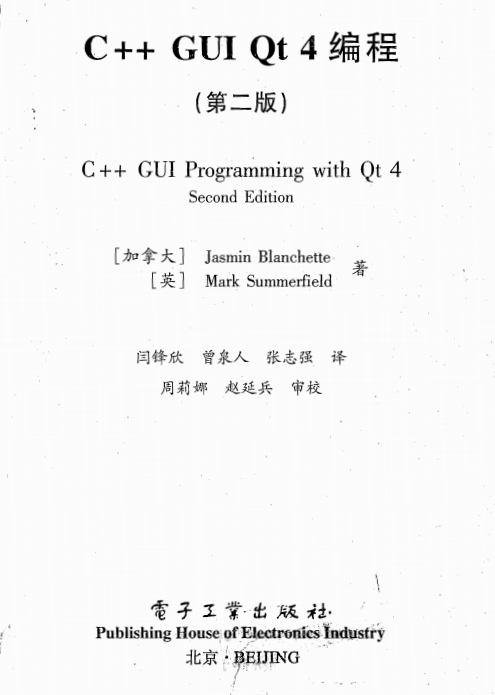 C++ GUI Qt 4 编程
(第二版)
C++ GUI Programming with Qt 4
Second Edition
[加拿大] Jasmin Blanchette
[英] Mark Summerfield 著
闫锋欣 曾泉人 张志强 译
周莉娜 赵延兵 审校
電子工業出版社·
Publishing House of Electronics Industry
北京·BEIJING